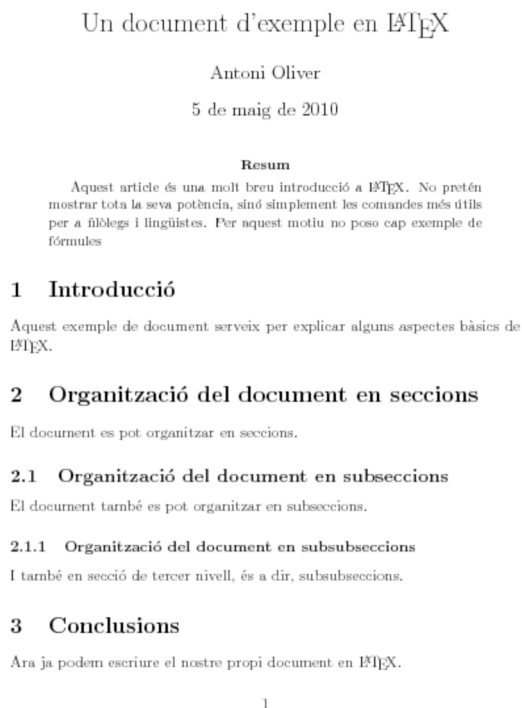 Un document d'exemple en LATEX
Antoni Oliver
5 de maig de 2010
Resum
Aquest article és una molt breu introducció a LATEX. No pretén
mostrar tota la seva potència, sinó simplement les comandes més útils
per a filòlegs i lingüistes. Per aquest motiu no poso cap exemple de
fórmules
1 Introducció
Aquest exemple de document serveix per explicar alguns aspectes bàsics de
LATEX.
2 Organització del document en seccions
El document es pot organitzar en seccions.
2.1 Organització del document en subseccions
El document també es pot organitzar en subseccions.
2.1.1 Organització del document en subsubseccions
I també en secció de tercer nivell, és a dir, subsubseccions.
3 Conclusions
Ara ja podem escriure el nostre propi document en LATEX.
1